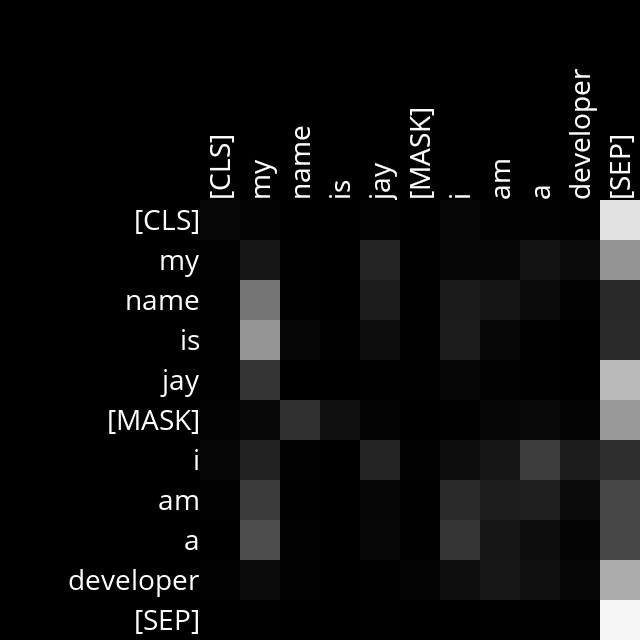 [CLS] my name is jay [MASK] i am a developer [SEP]
[CLS]
my
name
is
jay
[MASK]
i
am
a
developer
[SEP]